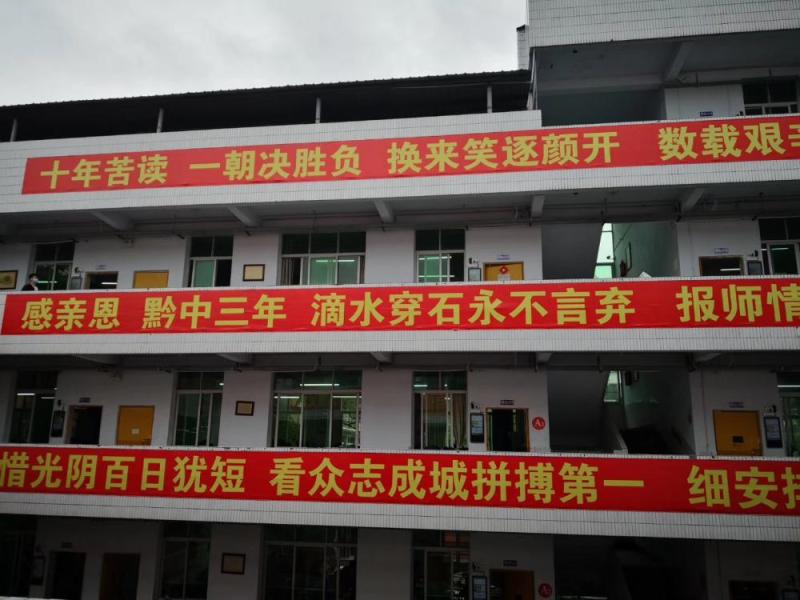 十年苦读 一朝决胜负 换来笑逐颜开 数载艰辛
感亲恩 黔中三年 滴水穿石永不言弃 报师情
惜光阴百日犹短 看众志成城拼搏第一 细安排